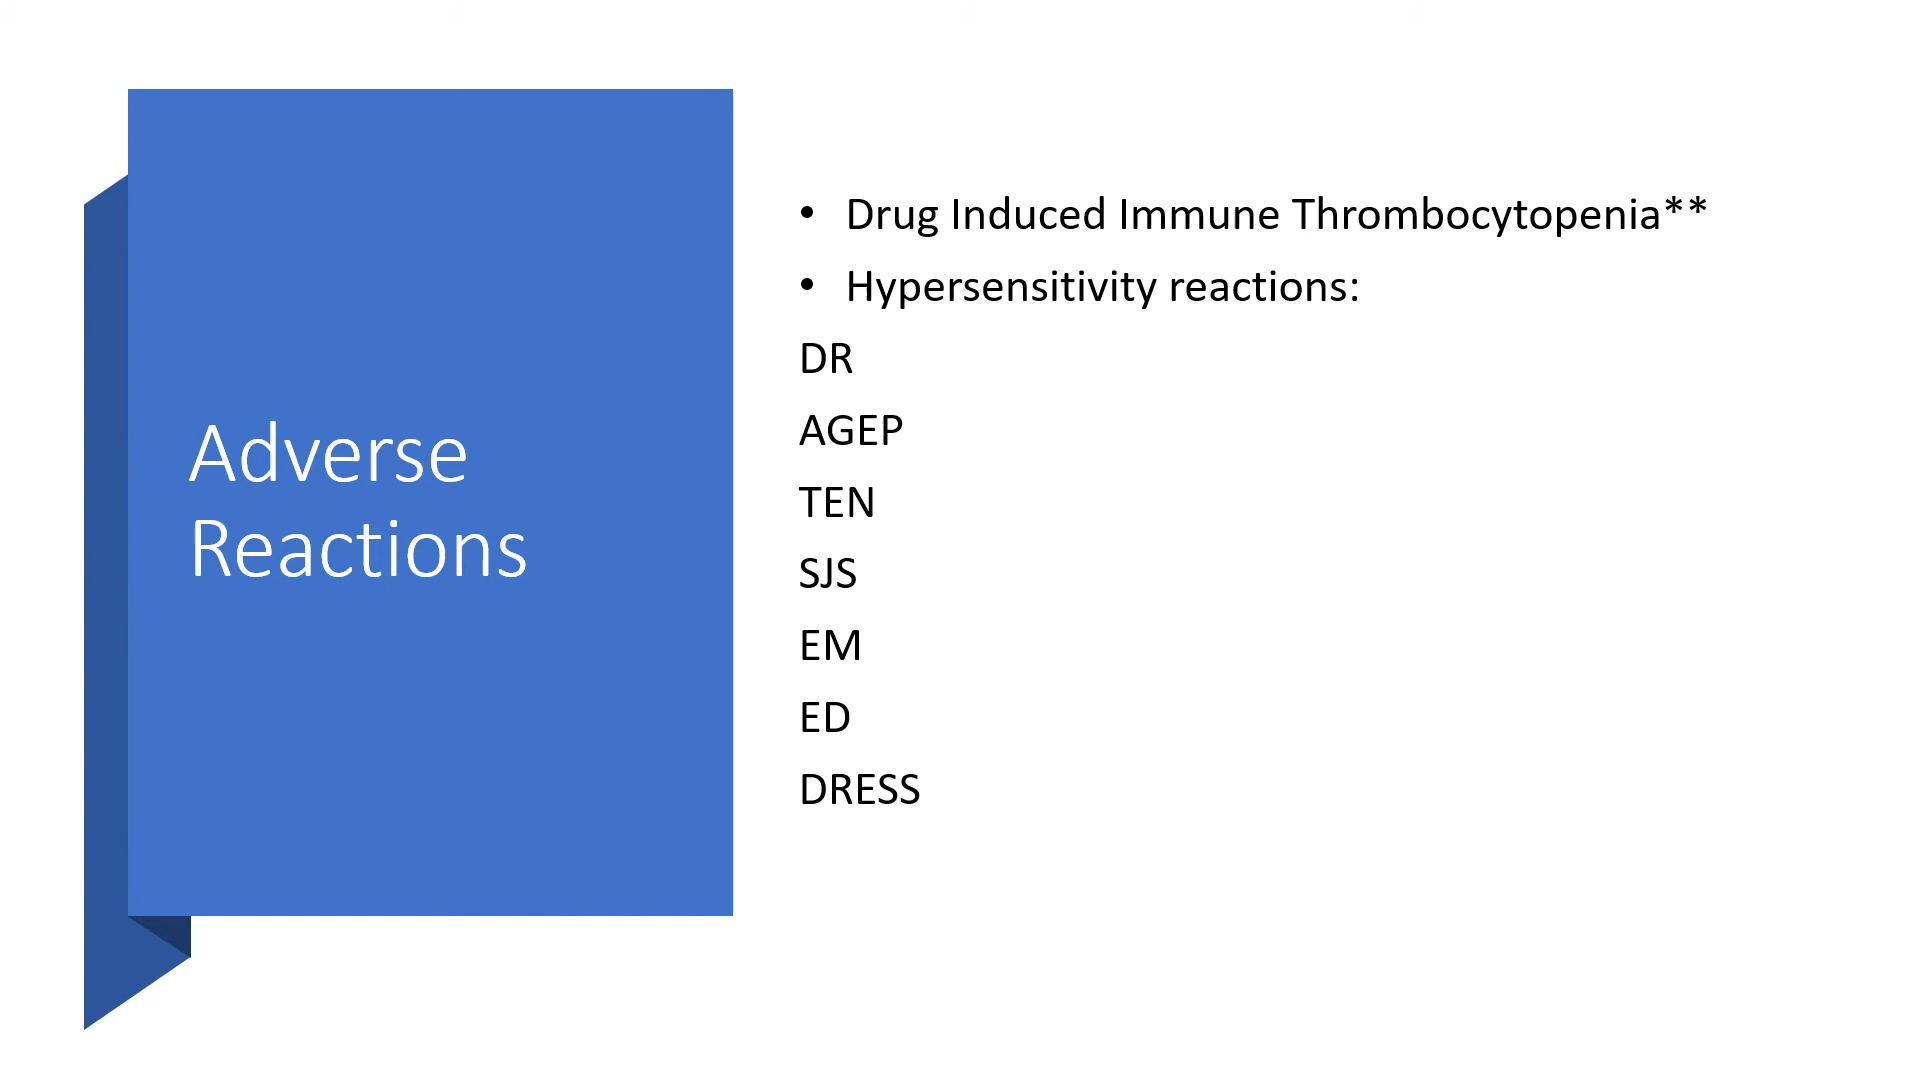 Adverse
Reactions
• Drug Induced Immune Thrombocytopenia**
• Hypersensitivity reactions:
DR
AGEP
TEN
SJS
EM
ED
DRESS